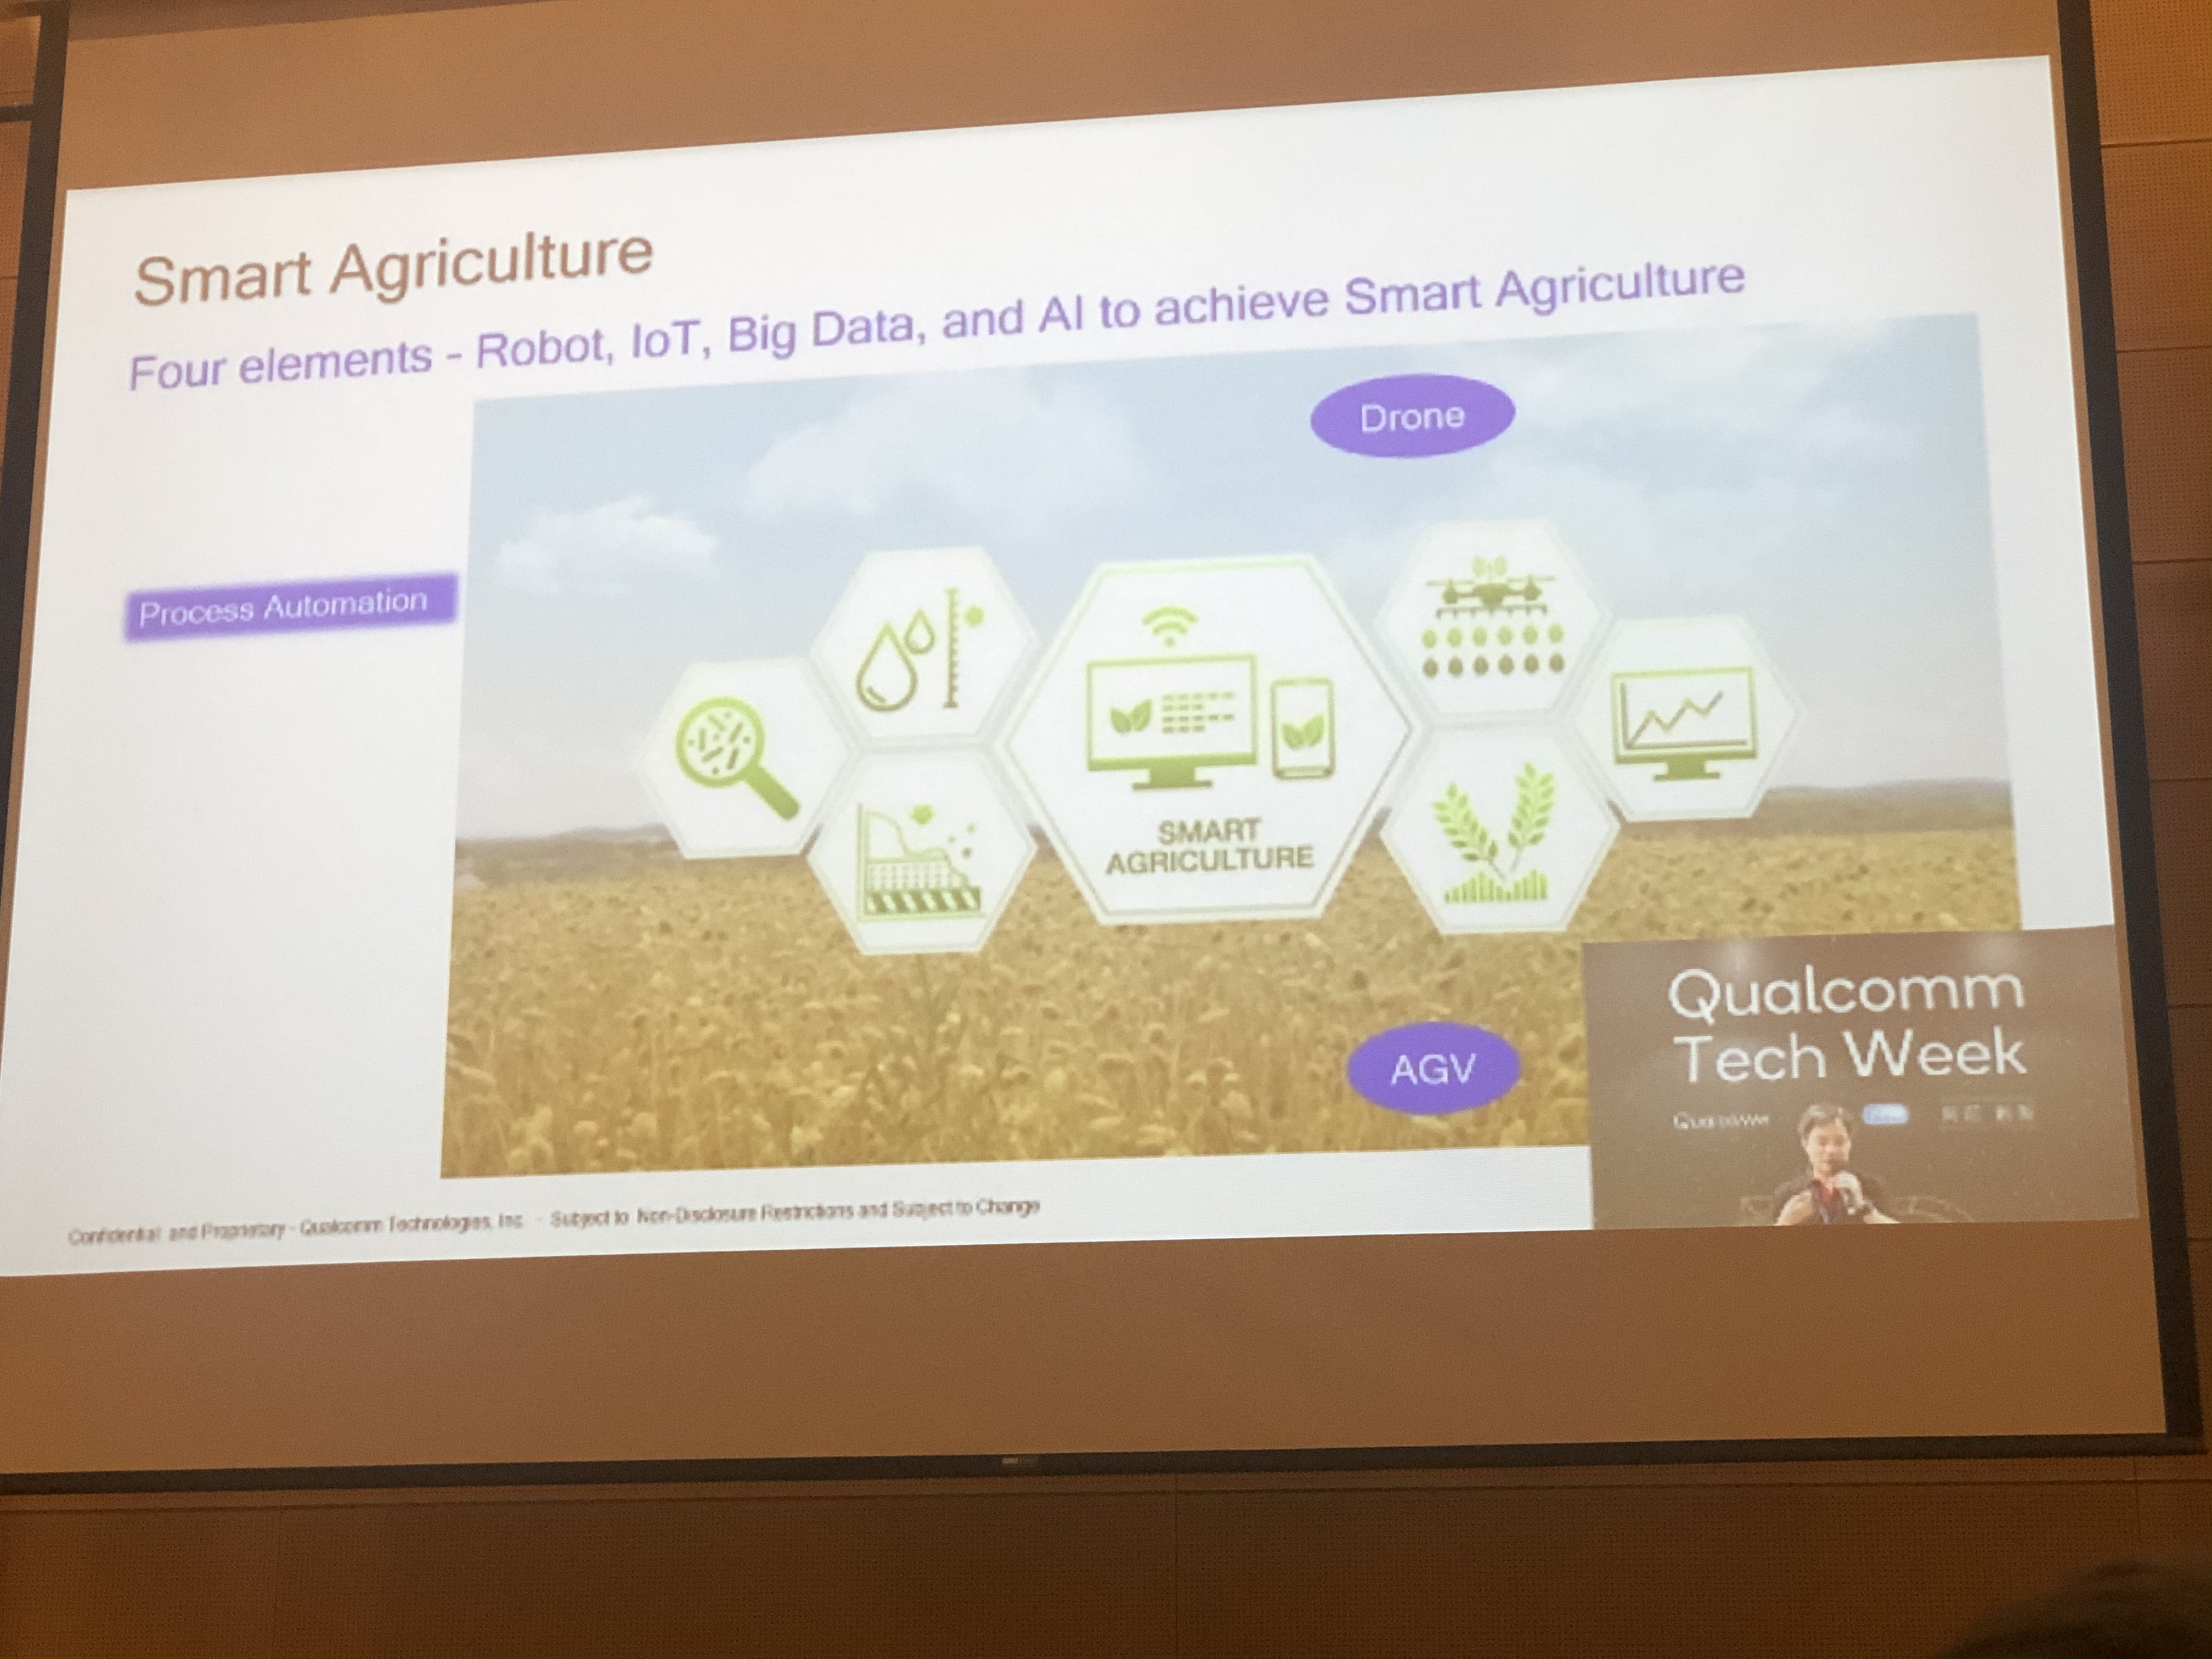 Smart Agriculture
Four elements - Robot, IoT, Big Data, and AI to achieve Smart Agriculture
Drone
Process Automation
SMART
AGRICULTURE
AGV
Qualcomm
Tech Week
Qualcomm
Confidential and Proprietary - Qualcomm Technologies, Inc. - Subject to Non-Disclosure Restrictions and Subject to Change